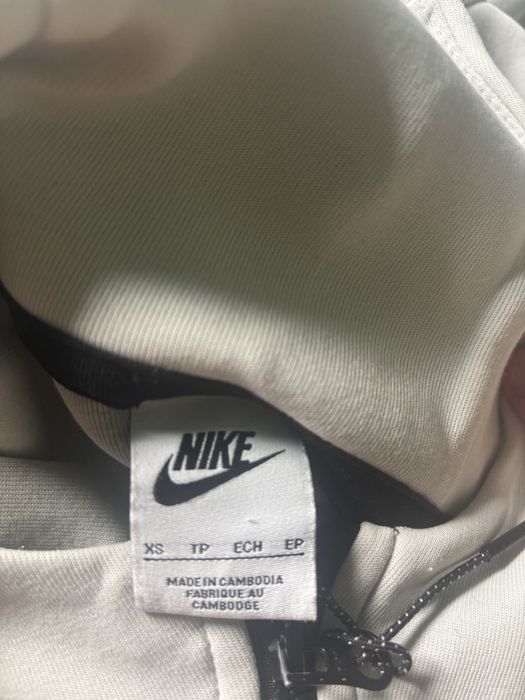 NIKE
XS TP ECH EP
MADE IN CAMBODIA
FABRIQUE AU
CAMBODGE